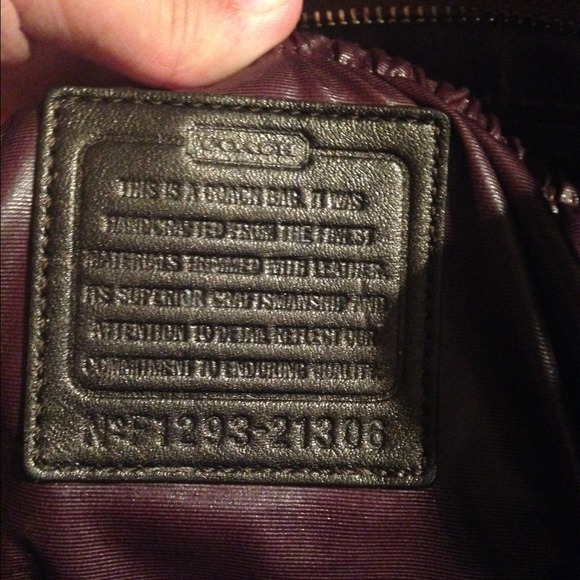 COACH
THIS IS A COACH BAG. IT WAS
HANDCRAFTED FROM THE FINEST
MATERIALS TRIMMED WITH LEATHER.
ITS SUPERIOR CRAFTSMANSHIP AND
ATTENTION TO DETAIL REFLECT OUR
COMMITMENT TO ENDURING QUALITY.
Nº F1293-21306